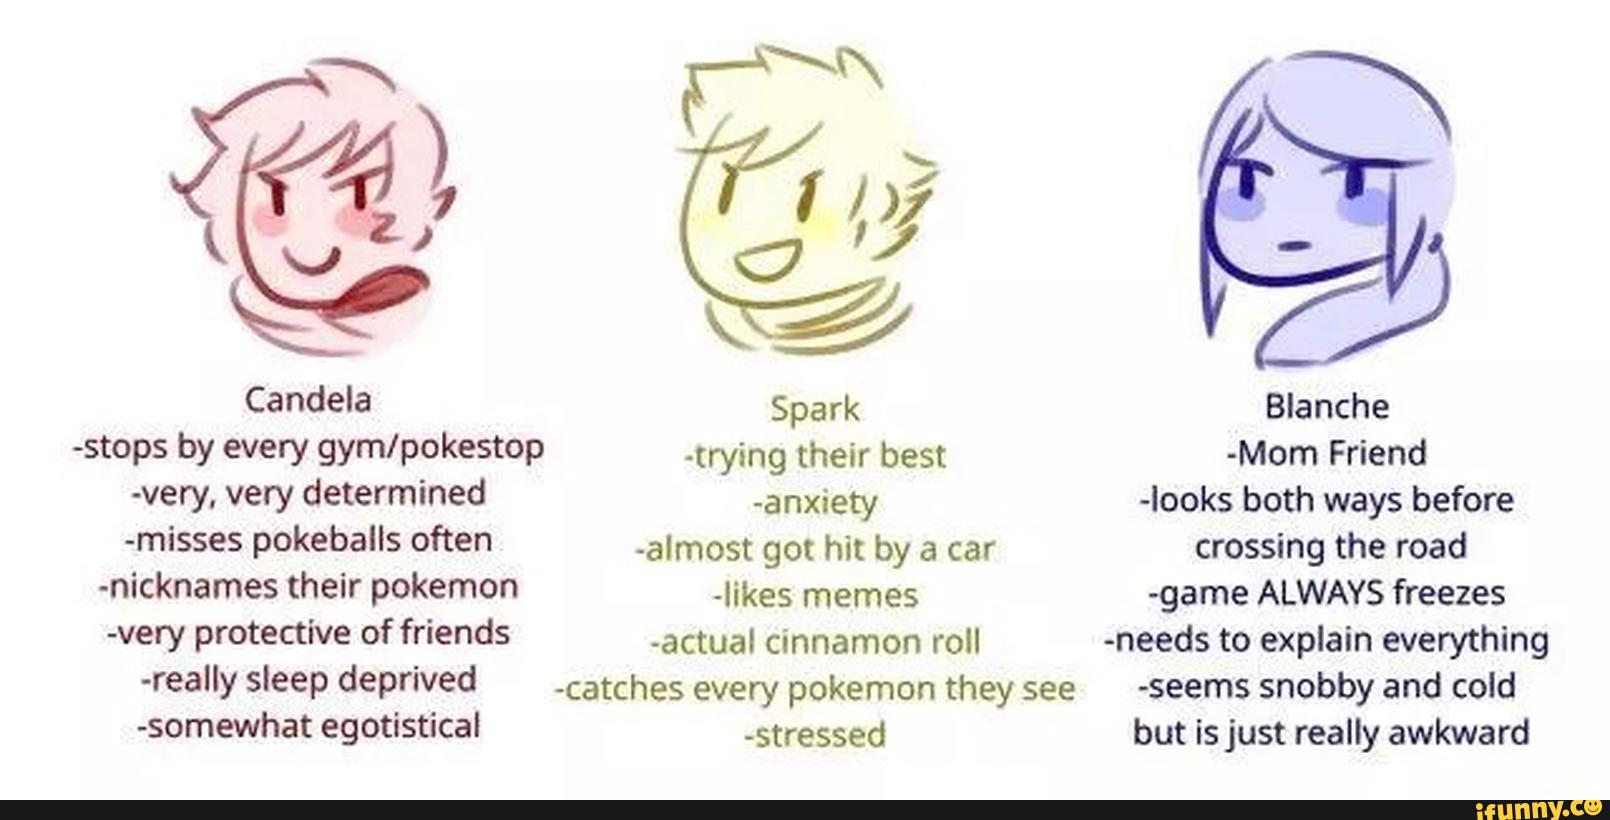 Candela
-stops by every gym/pokestop
-very, very determined
-misses pokeballs often
-nicknames their pokemon
-very protective of friends
-really sleep deprived
-somewhat egotistical
Spark
-trying their best
-anxiety
-almost got hit by a car
-likes memes
-actual cinnamon roll
-catches every pokemon they see
-stressed
Blanche
-Mom Friend
-looks both ways before
crossing the road
-game ALWAYS freezes
-needs to explain everything
-seems snobby and cold
but is just really awkward
ifunny.co